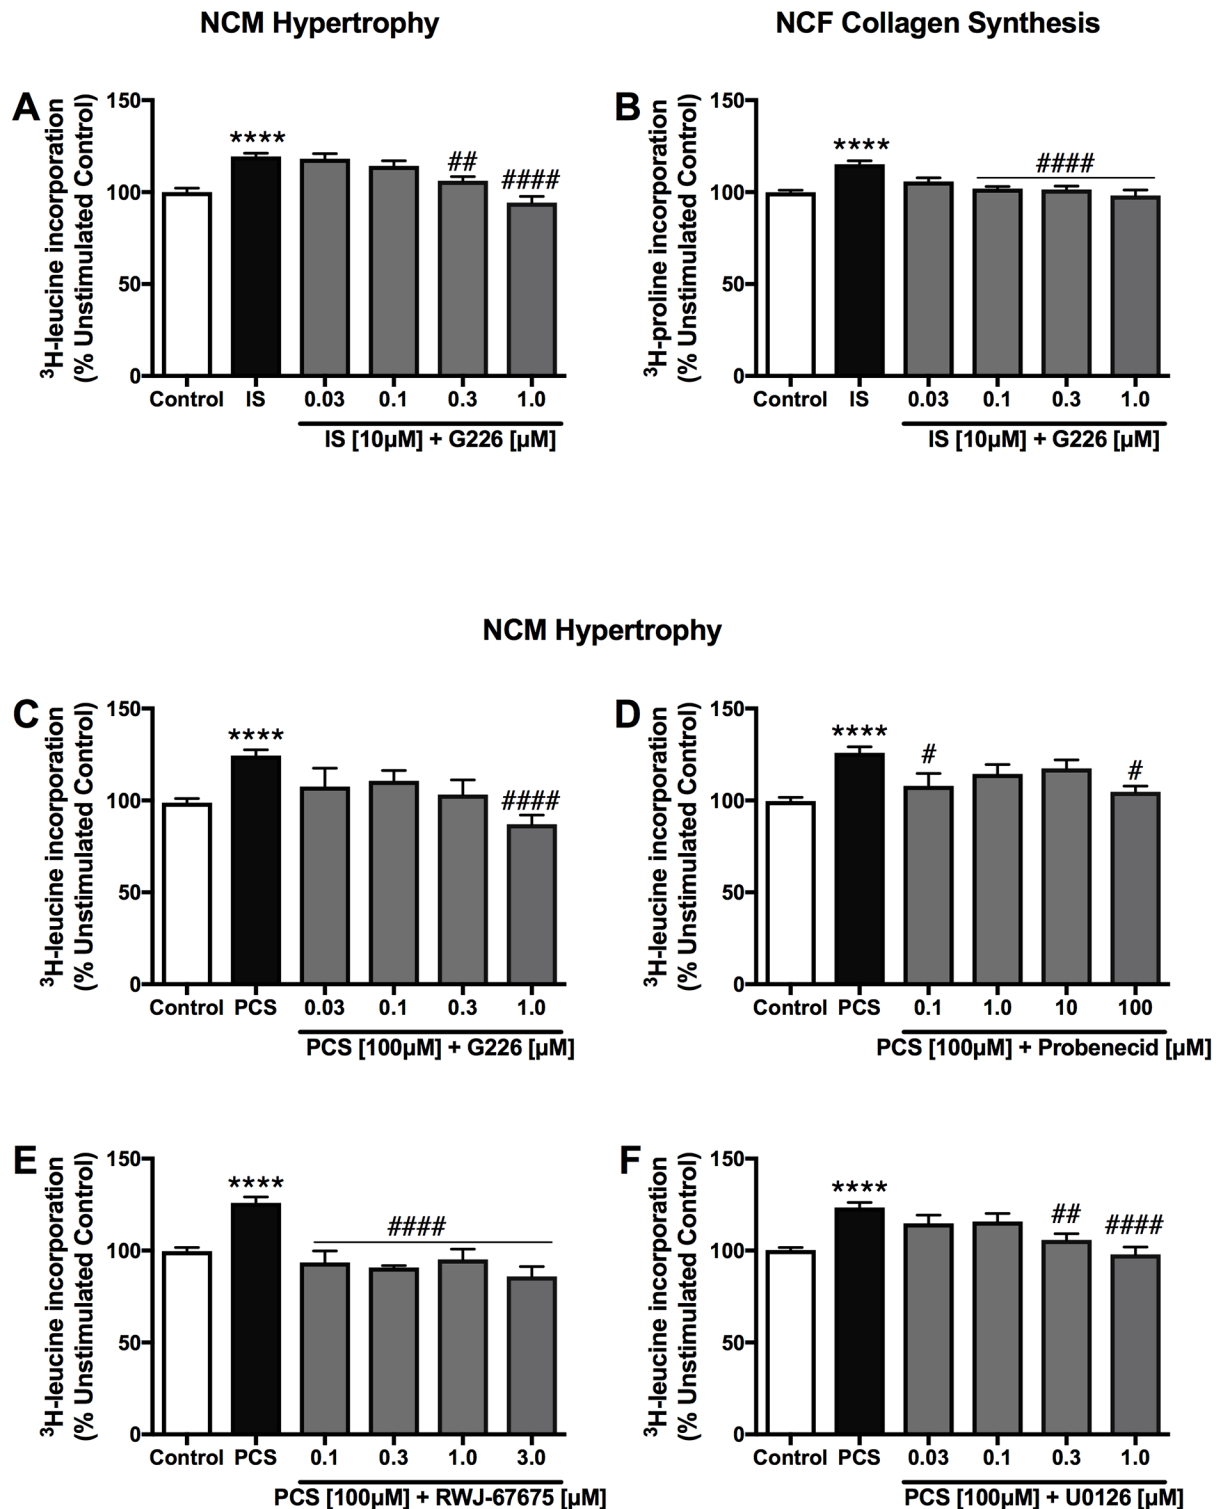 NCM Hypertrophy
NCF Collagen Synthesis
A
³H-leucine incorporation
(% Unstimulated Control)
150
100
50
0
****
##
####
Control IS 0.03 0.1 0.3 1.0
IS [10µM] + G226 [µM]
B
³H-proline incorporation
(% Unstimulated Control)
150
100
50
0
****
####
Control IS 0.03 0.1 0.3 1.0
IS [10µM] + G226 [µM]
NCM Hypertrophy
C
³H-leucine incorporation
(% Unstimulated Control)
150
100
50
0
****
####
Control PCS 0.03 0.1 0.3 1.0
PCS [100µM] + G226 [µM]
D
³H-leucine incorporation
(% Unstimulated Control)
150
100
50
0
****
#
#
Control PCS 0.1 1.0 10 100
PCS [100µM] + Probenecid [µM]
E
³H-leucine incorporation
(% Unstimulated Control)
150
100
50
0
****
####
Control PCS 0.1 0.3 1.0 3.0
PCS [100µM] + RWJ-67675 [µM]
F
³H-leucine incorporation
(% Unstimulated Control)
150
100
50
0
****
##
####
Control PCS 0.03 0.1 0.3 1.0
PCS [100µM] + U0126 [µM]